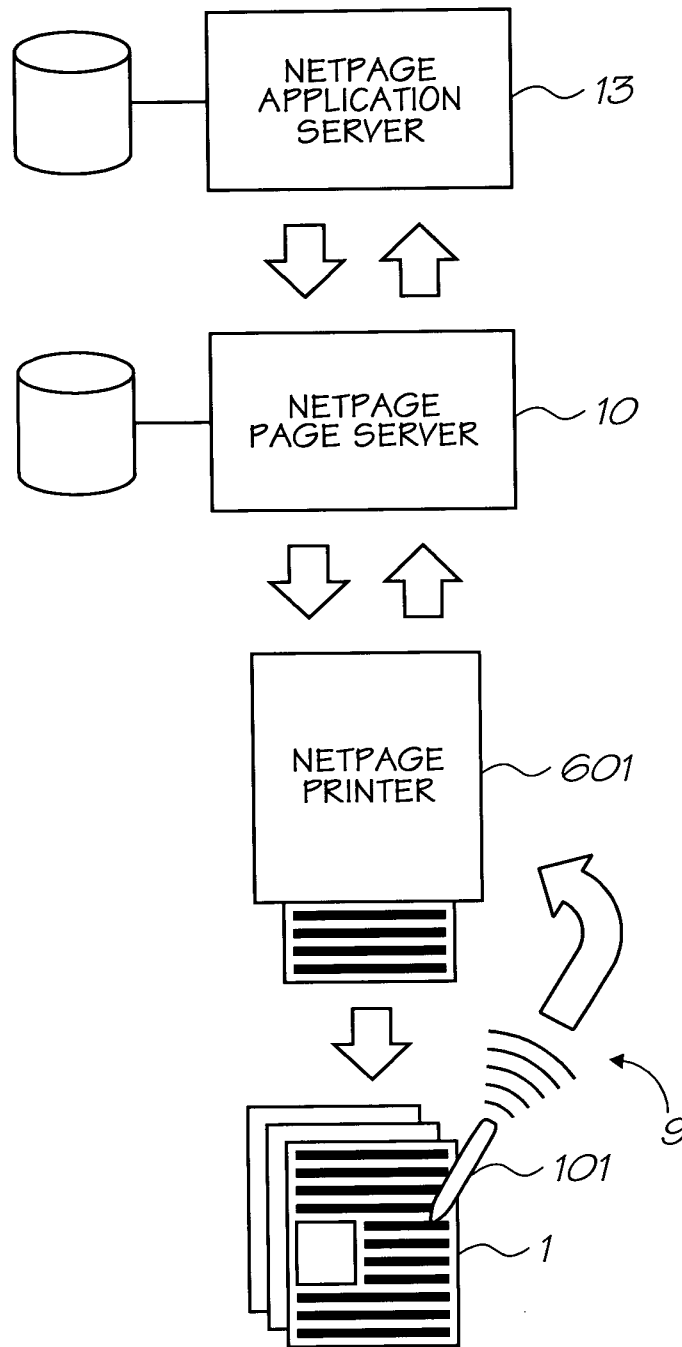 NETPAGE
APPLICATION
SERVER
13
NETPAGE
PAGE SERVER
10
NETPAGE
PRINTER
601
9
101
1